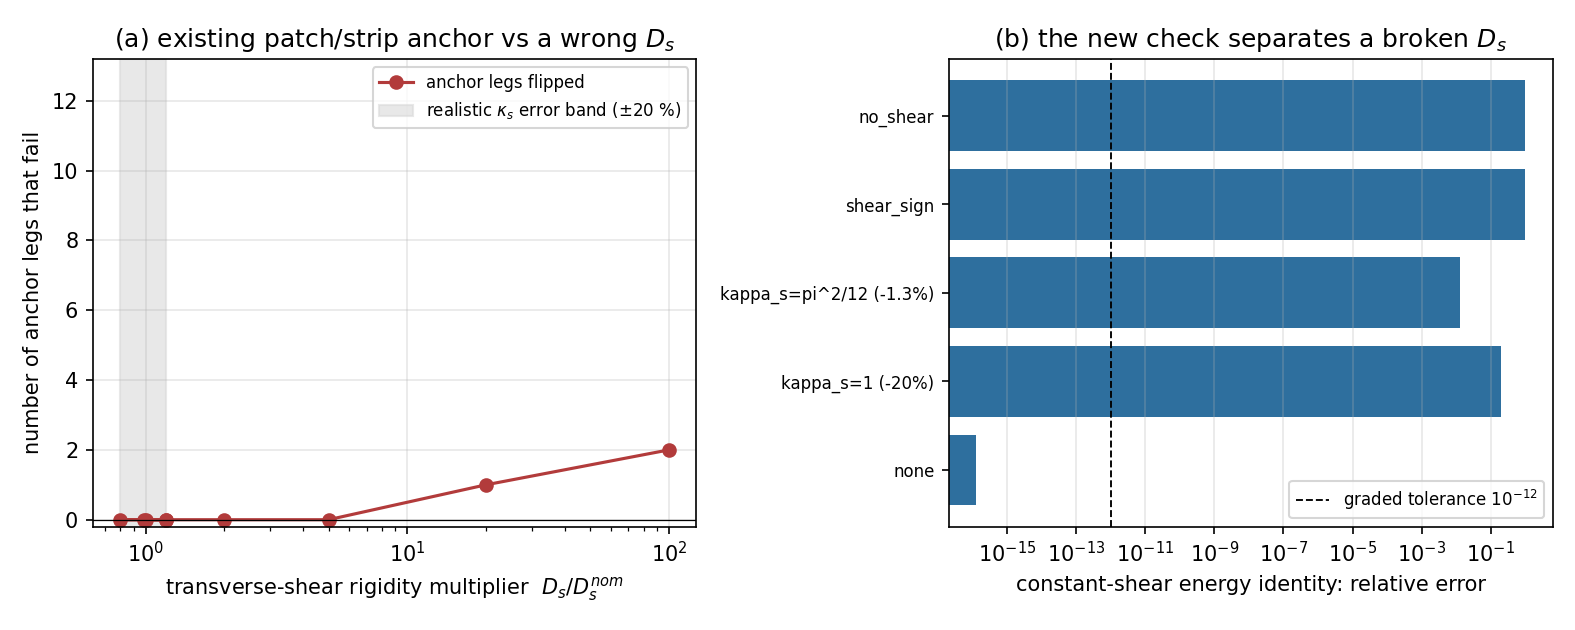 (a) existing patch/strip anchor vs a wrong $D_s$
number of anchor legs that fail
12
10
8
6
4
2
0
anchor legs flipped
realistic $\kappa_s$ error band (±20 %)
$10^0$
$10^1$
$10^2$
transverse-shear rigidity multiplier $D_s/D_s^{nom}$
(b) the new check separates a broken $D_s$
no_shear
shear_sign
kappa_s=pi^2/12 (-1.3%)
kappa_s=1 (-20%)
none
graded tolerance $10^{-12}$
$10^{-15}$
$10^{-13}$
$10^{-11}$
$10^{-9}$
$10^{-7}$
$10^{-5}$
$10^{-3}$
$10^{-1}$
constant-shear energy identity: relative error